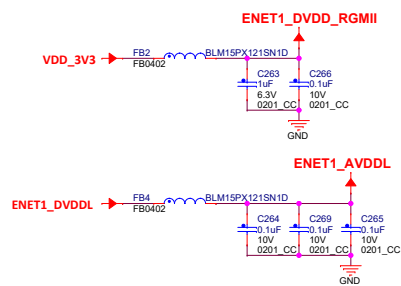 ENET1_DVDD_RGMII
VDD_3V3
FB2
BLM15PX121SN1D
FB0402
C263
1uF
6.3V
0201_CC
C266
0.1uF
10V
0201_CC
GND
ENET1_AVDDL
ENET1_DVDDL
FB4
BLM15PX121SN1D
FB0402
C264
0.1uF
10V
0201_CC
C269
0.1uF
10V
0201_CC
C265
0.1uF
10V
0201_CC
GND